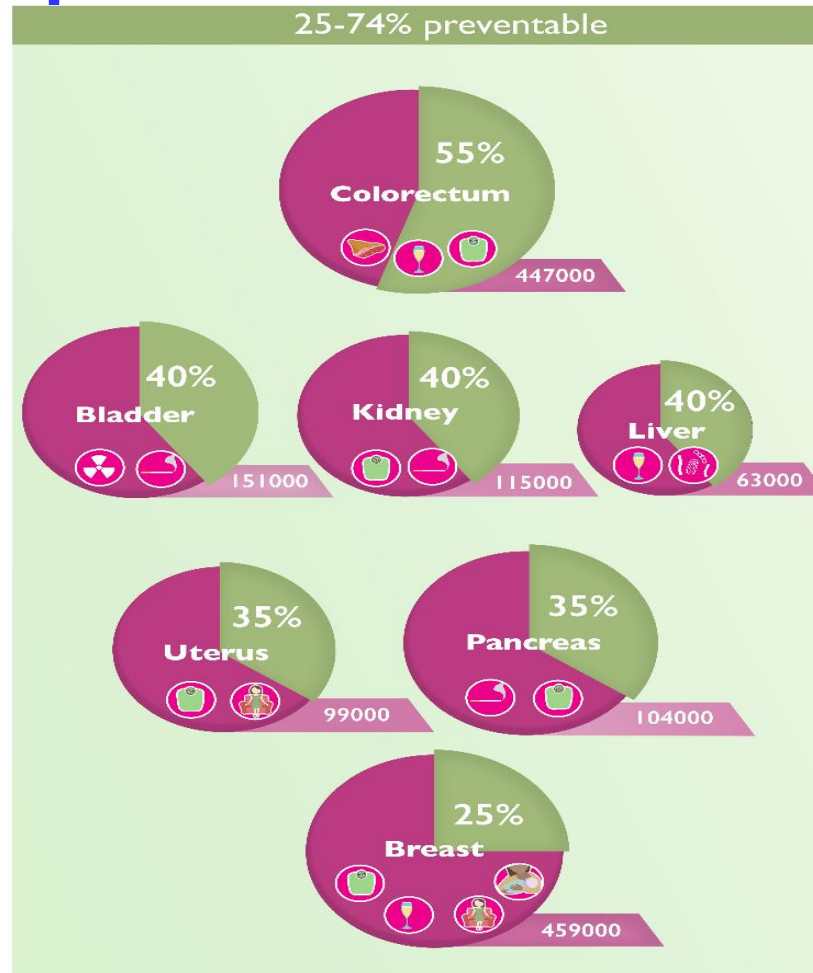 25-74% preventable
55%
Colorectum
447000
40%
Bladder
151000
40%
Kidney
115000
40%
Liver
63000
35%
Uterus
99000
35%
Pancreas
104000
25%
Breast
459000